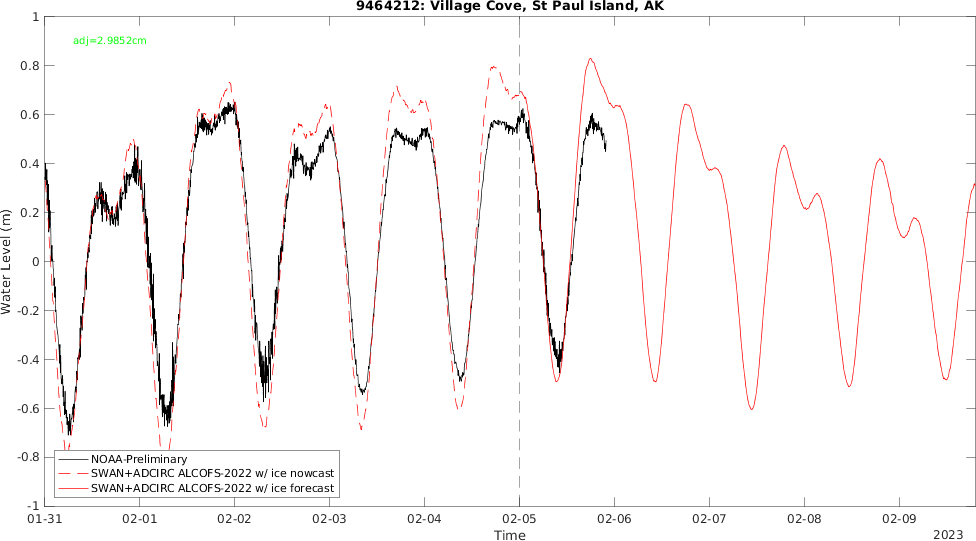 9464212: Village Cove, St Paul Island, AK
adj=2.9852cm
Water Level (m)
1
0.8
0.6
0.4
0.2
0
-0.2
-0.4
-0.6
-0.8
-1
NOAA-Preliminary
SWAN+ADCIRC ALCOFS-2022 w/ ice nowcast
SWAN+ADCIRC ALCOFS-2022 w/ ice forecast
01-31 02-01 02-02 02-03 02-04 02-05 02-06 02-07 02-08 02-09
Time
2023